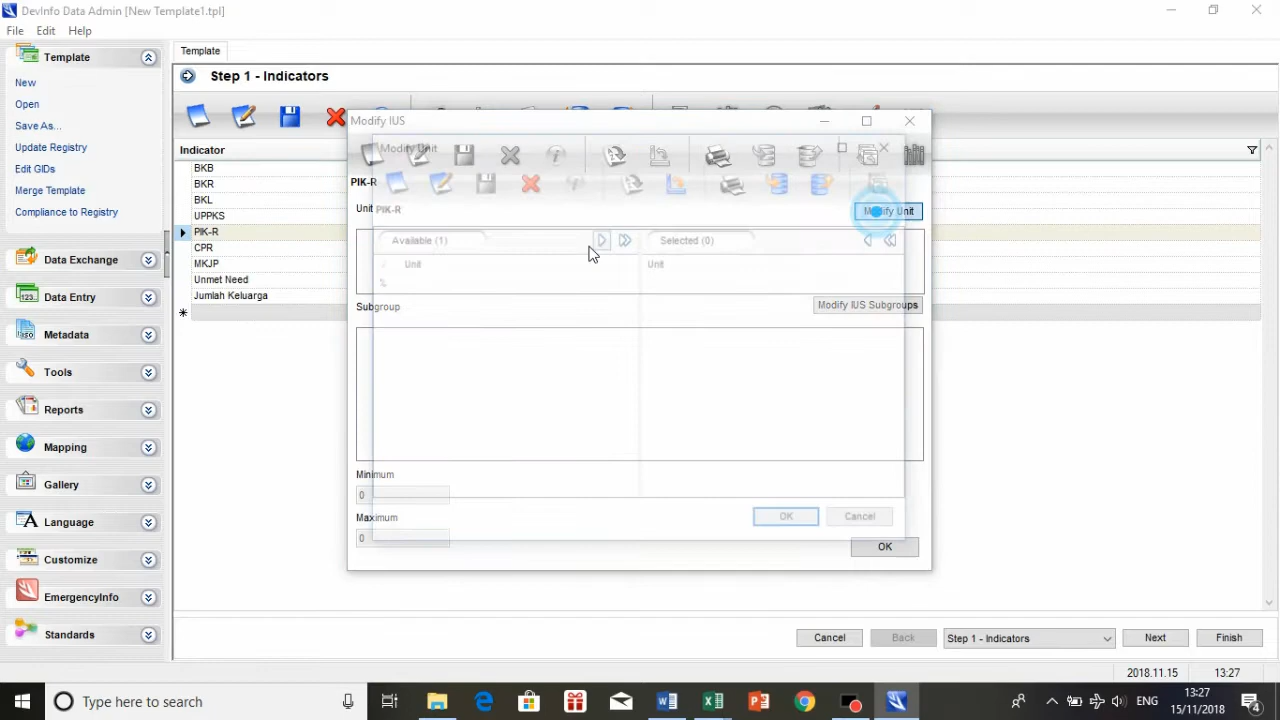 DevInfo Data Admin [New Template1.tpl]
File Edit Help
Template
New
Open
Save As...
Update Registry
Edit GIDs
Merge Template
Compliance to Registry
Data Exchange
Data Entry
Metadata
Tools
Reports
Mapping
Gallery
Language
Customize
EmergencyInfo
Standards
Template
Step 1 - Indicators
Indicator
BKB
BKR
BKL
UPPKS
PIK-R
CPR
MKJP
Unmet Need
Jumlah Keluarga
Modify IUS
Modify Unit
PIK-R
Unit
PIK-R
Modify Unit
Available (1)
Selected (0)
Unit
Unit
%
Subgroup
Modify IUS Subgroups
Minimum
0
Maximum
0
OK
Cancel
OK
Cancel
Back
Step 1 - Indicators
Next
Finish
2018.11.15
13:27
Type here to search
ENG
13:27
15/11/2018
4